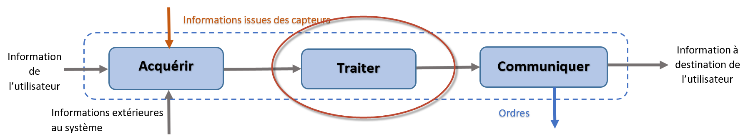 Informations issues des capteurs
Information
de
l'utilisateur
Acquérir
Traiter
Communiquer
Information à
destination de
l'utilisateur
Informations extérieures
au système
Ordres